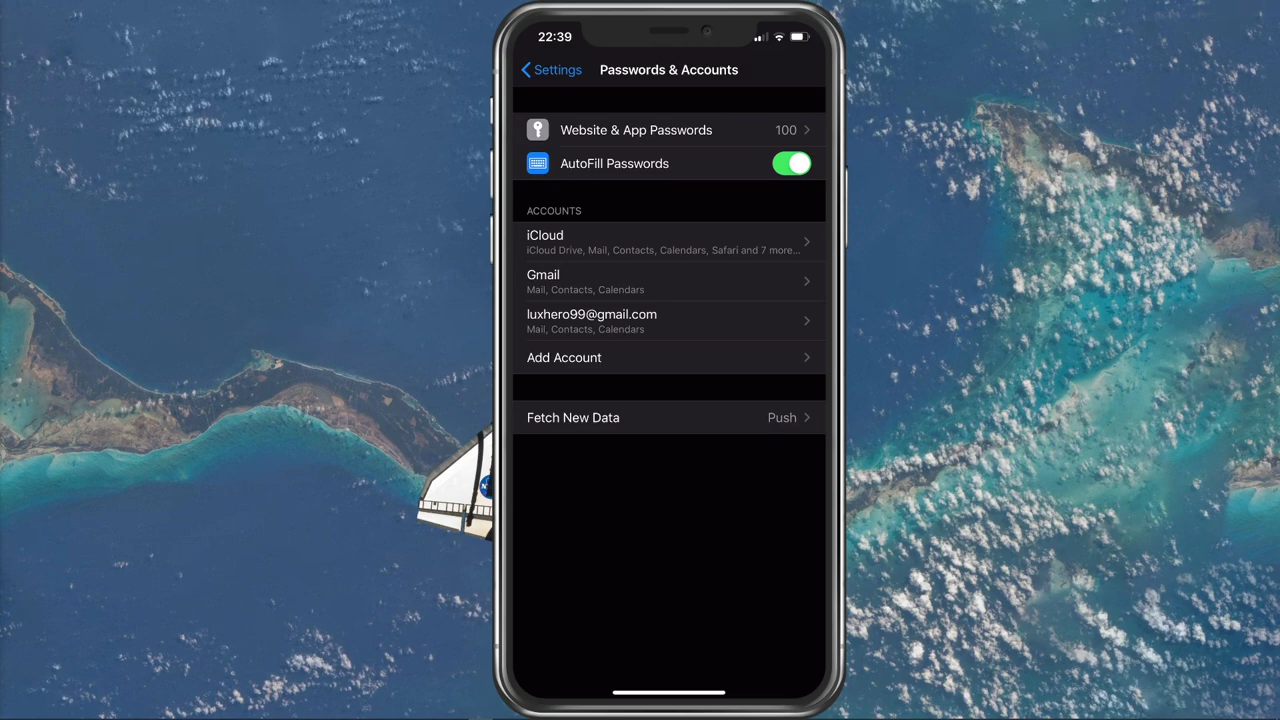 22:39
Settings
Passwords & Accounts
Website & App Passwords 100
AutoFill Passwords
ACCOUNTS
iCloud
iCloud Drive, Mail, Contacts, Calendars, Safari and 7 more...
Gmail
Mail, Contacts, Calendars
luxhero99@gmail.com
Mail, Contacts, Calendars
Add Account
Fetch New Data Push